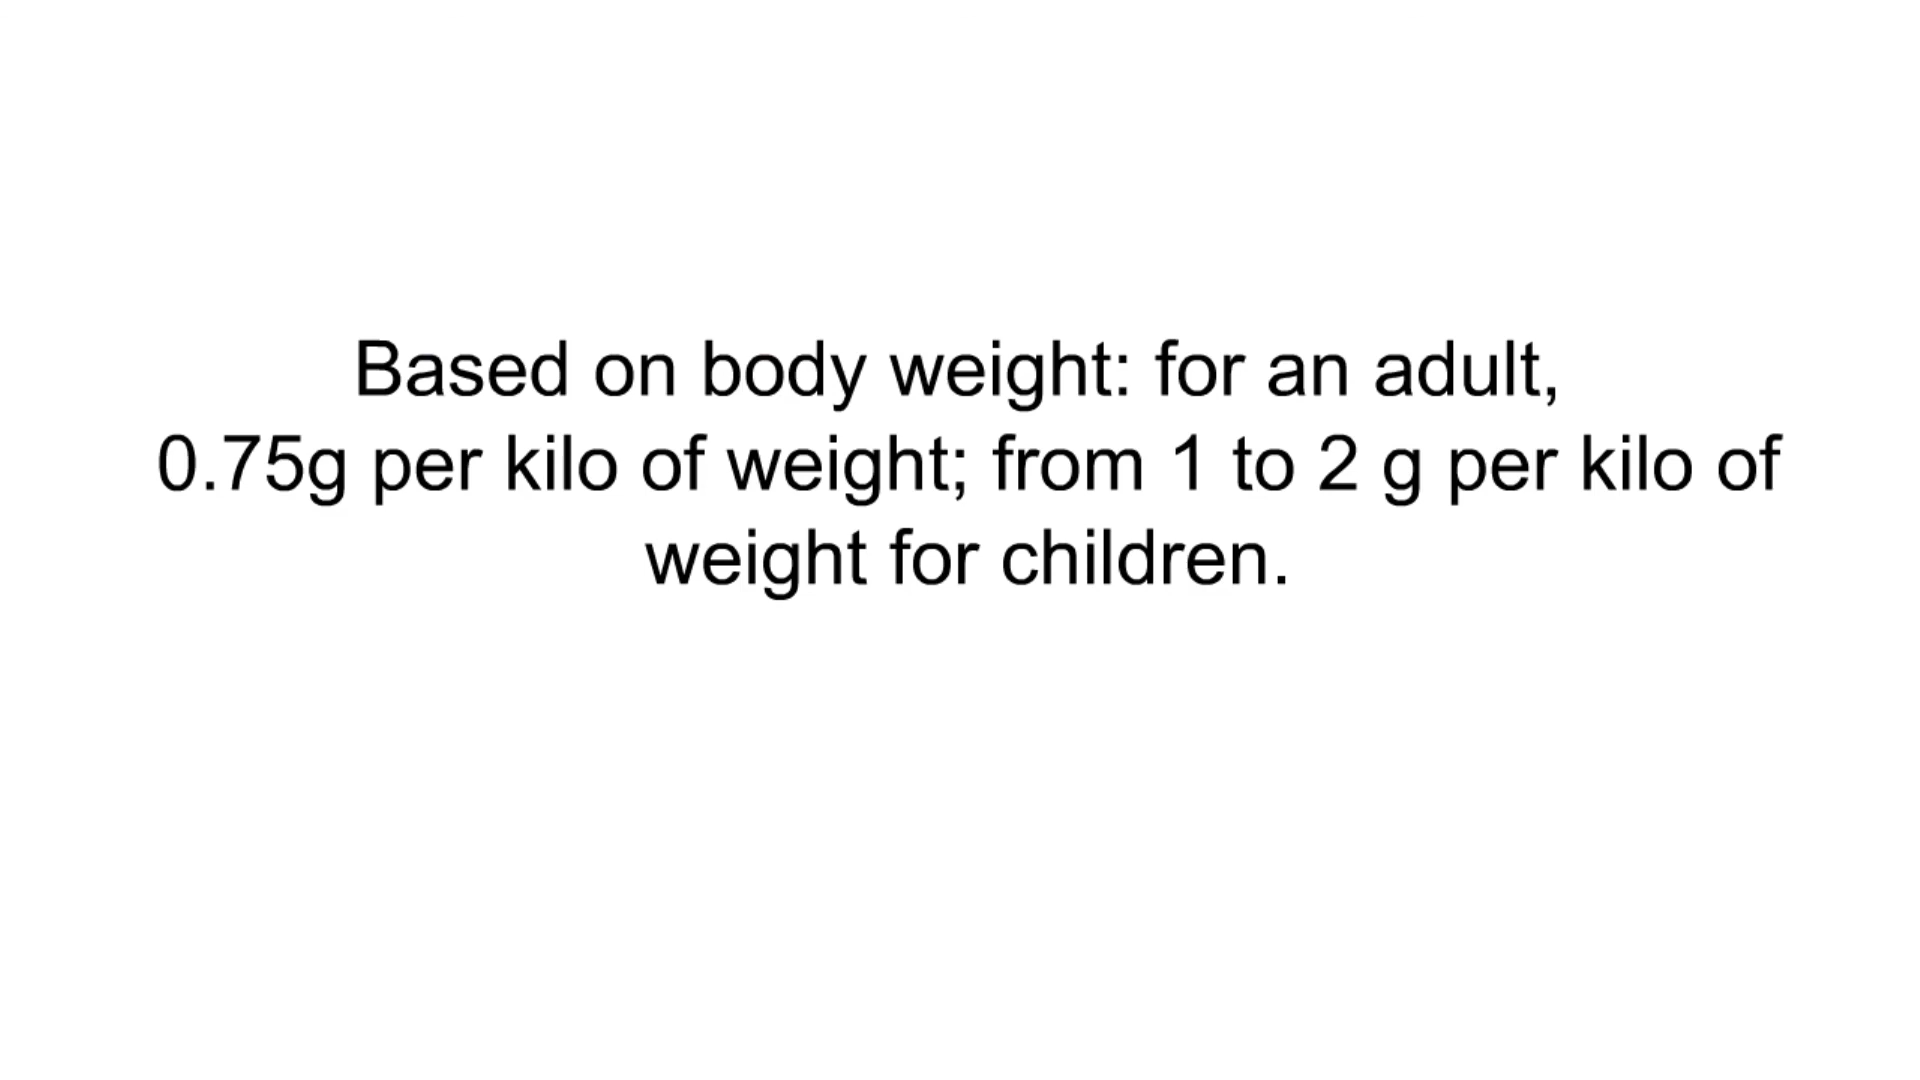 Based on body weight: for an adult,
0.75g per kilo of weight; from 1 to 2 g per kilo of
weight for children.